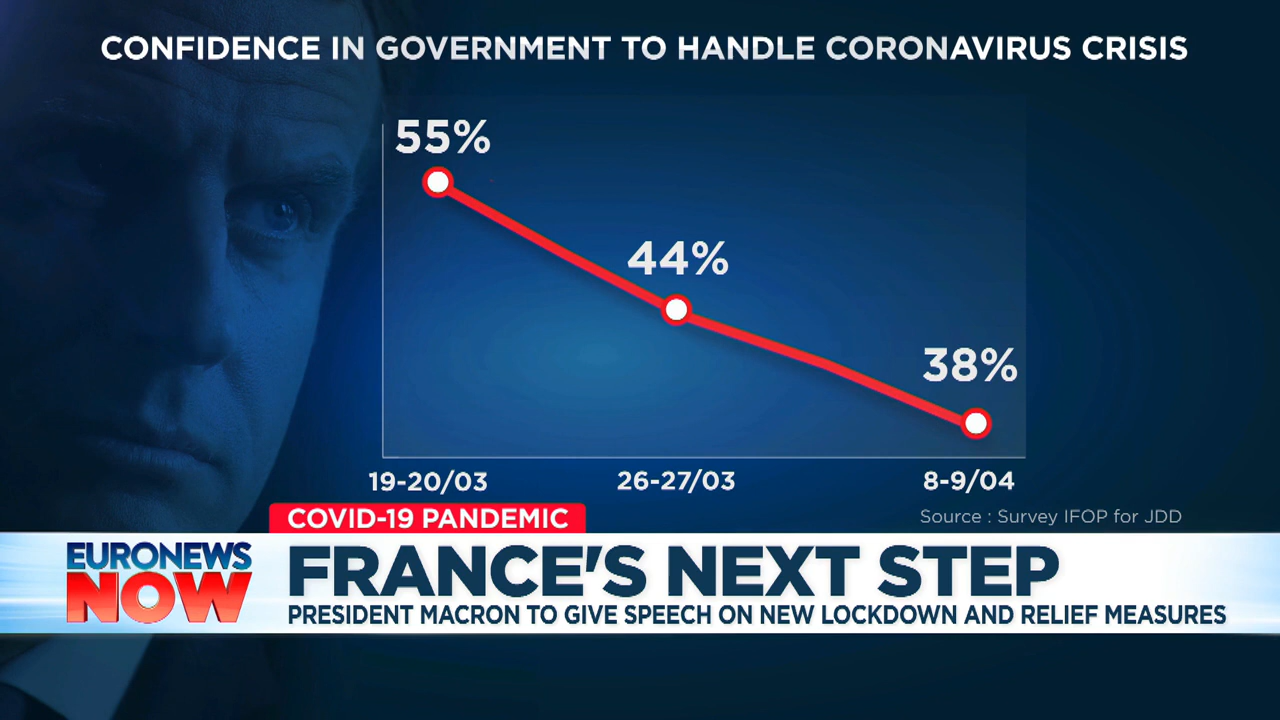 CONFIDENCE IN GOVERNMENT TO HANDLE CORONAVIRUS CRISIS
55%
44%
38%
19-20/03
26-27/03
8-9/04
Source : Survey IFOP for JDD
COVID-19 PANDEMIC
EURONEWS
NOW
FRANCE'S NEXT STEP
PRESIDENT MACRON TO GIVE SPEECH ON NEW LOCKDOWN AND RELIEF MEASURES